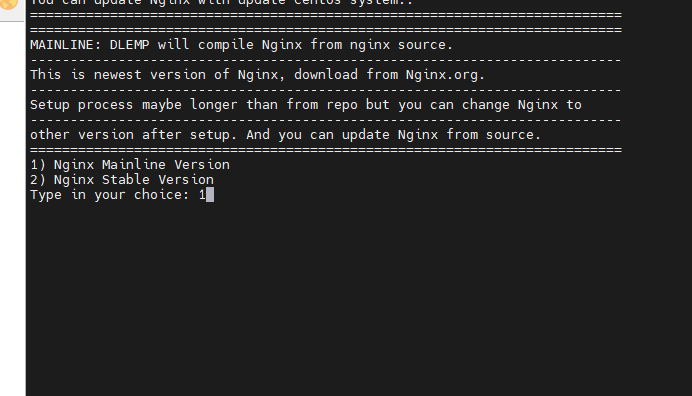 You can update Nginx with update centos system..
==========================================================================
==========================================================================
MAINLINE: DLEMP will compile Nginx from nginx source.
--------------------------------------------------------------------------
This is newest version of Nginx, download from Nginx.org.
--------------------------------------------------------------------------
Setup process maybe longer than from repo but you can change Nginx to
--------------------------------------------------------------------------
other version after setup. And you can update Nginx from source.
==========================================================================
1) Nginx Mainline Version
2) Nginx Stable Version
Type in your choice: 1